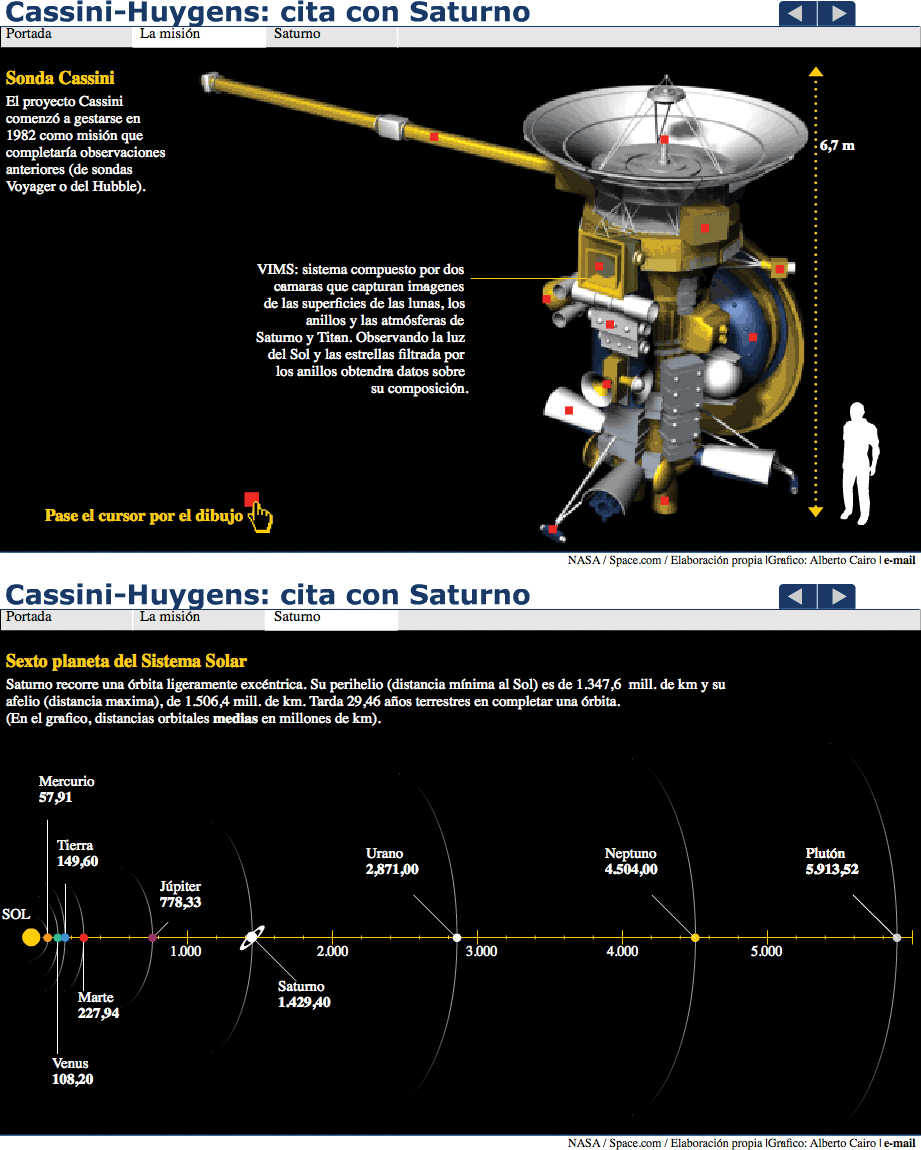 Cassini-Huygens: cita con Saturno
Portada
La misión
Saturno
Sonda Cassini
El proyecto Cassini
comenzó a gestarse en
1982 como misión que
completaría observaciones
anteriores (de sondas
Voyager o del Hubble).
6,7 m
VIMS: sistema compuesto por dos
camaras que capturan imagenes
de las superficies de las lunas, los
anillos y las atmósferas de
Saturno y Titan. Observando la luz
del Sol y las estrellas filtrada por
los anillos obtendra datos sobre
su composición.
Pase el cursor por el dibujo
NASA / Space.com / Elaboración propia |Grafico: Alberto Cairo | e-mail
Cassini-Huygens: cita con Saturno
Portada
La misión
Saturno
Sexto planeta del Sistema Solar
Saturno recorre una órbita ligeramente excéntrica. Su perihelio (distancia mínima al Sol) es de 1.347,6 mill. de km y su
afelio (distancia maxima), de 1.506,4 mill. de km. Tarda 29,46 años terrestres en completar una órbita.
(En el grafico, distancias orbitales medias en millones de km).
Mercurio
57,91
Tierra
149,60
Júpiter
778,33
Urano
2,871,00
Neptuno
4.504,00
Plutón
5.913,52
SOL
1.000
2.000
3.000
4.000
5.000
Saturno
1.429,40
Marte
227,94
Venus
108,20
NASA / Space.com / Elaboración propia |Grafico: Alberto Cairo | e-mail